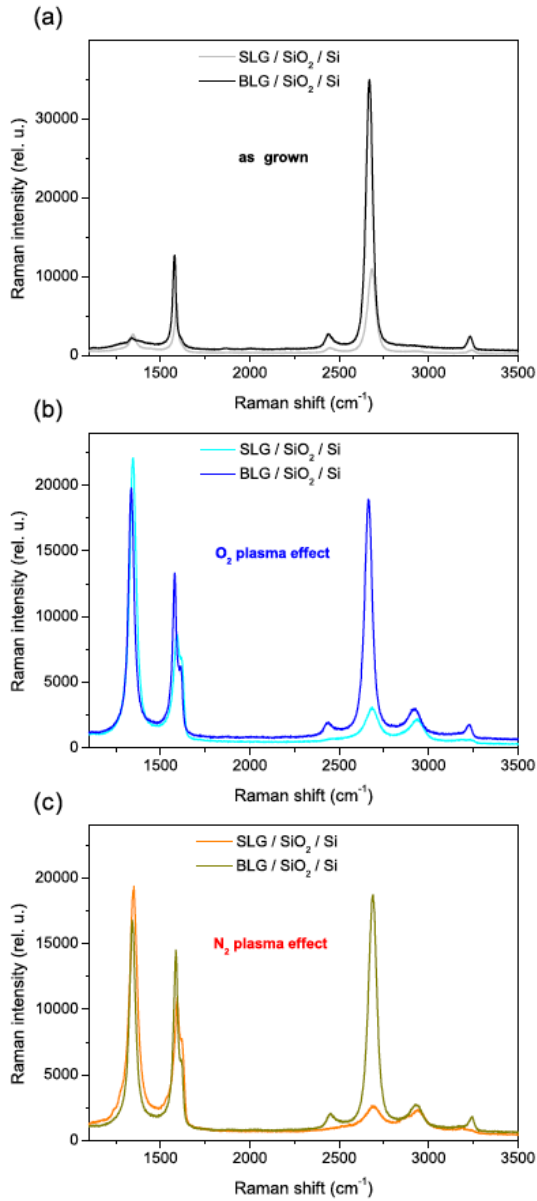 (a)
SLG / SiO₂ / Si
BLG / SiO₂ / Si
as grown
Raman intensity (rel. u.)
30000
20000
10000
0
1500 2000 2500 3000 3500
Raman shift (cm⁻¹)
(b)
SLG / SiO₂ / Si
BLG / SiO₂ / Si
O₂ plasma effect
Raman intensity (rel. u.)
20000
15000
10000
5000
0
1500 2000 2500 3000 3500
Raman shift (cm⁻¹)
(c)
SLG / SiO₂ / Si
BLG / SiO₂ / Si
N₂ plasma effect
Raman intensity (rel. u.)
20000
15000
10000
5000
0
1500 2000 2500 3000 3500
Raman shift (cm⁻¹)